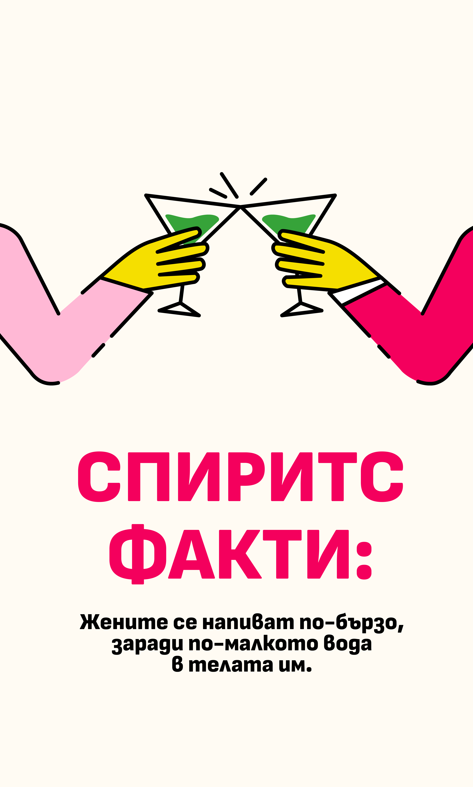 СПИРИТС
ФАКТИ:
Жените се напиват по-бързо,
заради по-малкото вода
в телата им.